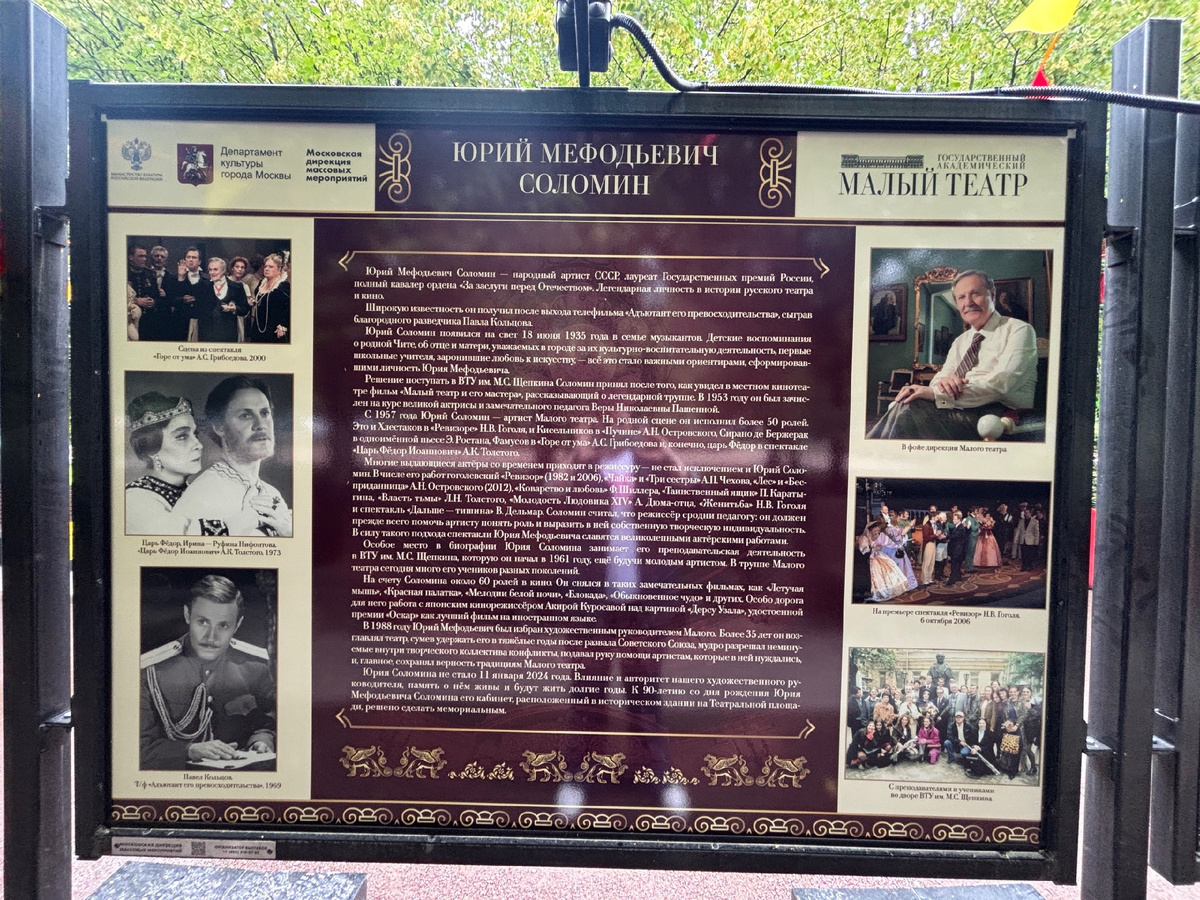 МИНИСТЕРСТВО КУЛЬТУРЫ
РОССИЙСКОЙ ФЕДЕРАЦИИ
Департамент
культуры
города Москвы
Московская
дирекция
массовых
мероприятий
ЮРИЙ МЕФОДЬЕВИЧ
СОЛОМИН
ГОСУДАРСТВЕННЫЙ
АКАДЕМИЧЕСКИЙ
МАЛЫЙ ТЕАТР
Сцена из спектакля
«Горе от ума» А.С. Грибоедова. 2000
Царь Фёдор, Ирина — Руфина Нифонтова.
«Царь Фёдор Иоаннович» А.К. Толстого. 1973
Павел Кольцов.
Т/ф «Адъютант его превосходительства». 1969
Юрий Мефодьевич Соломин — народный артист СССР, лауреат Государственных премий России,
полный кавалер ордена «За заслуги перед Отечеством». Легендарная личность в истории русского театра
и кино.
Широкую известность он получил после выхода телефильма «Адъютант его превосходительства», сыграв
благородного разведчика Павла Кольцова.
Юрий Соломин появился на свет 18 июня 1935 года в семье музыкантов. Детские воспоминания
о родной Чите, об отце и матери, уважаемых в городе за их культурно-воспитательную деятельность, первые
школьные учителя, заронившие любовь к искусству, — всё это стало важными ориентирами, сформировав-
шими личность Юрия Мефодьевича.
Решение поступать в ВТУ им. М.С. Щепкина Соломин принял после того, как увидел в местном кинотеа-
тре фильм «Малый театр и его мастера», рассказывающий о легендарной труппе. В 1953 году он был зачис-
лен на курс великой актрисы и замечательного педагога Веры Николаевны Пашенной.
С 1957 года Юрий Соломин — артист Малого театра. На родной сцене он исполнил более 50 ролей.
Это и Хлестаков в «Ревизоре» Н.В. Гоголя, и Кисельников в «Пучине» А.Н. Островского, Сирано де Бержерак
в одноимённой пьесе Э. Ростана, Фамусов в «Горе от ума» А.С. Грибоедова и, конечно, царь Фёдор в спектакле
«Царь Фёдор Иоаннович» А.К. Толстого.
Многие выдающиеся актёры со временем приходят в режиссуру — не стал исключением и Юрий Соло-
мин. В числе его работ гоголевский «Ревизор» (1982 и 2006), «Чайка» и «Три сестры» А.П. Чехова, «Лес» и «Бес-
приданница» А.Н. Островского (2012), «Коварство и любовь» Ф. Шиллера, «Таинственный ящик» П. Караты-
гина, «Власть тьмы» Л.Н. Толстого, «Молодость Людовика XIV» А. Дюма-отца, «Женитьба» Н.В. Гоголя
и спектакль «Дальше — тишина» В. Дельмар. Соломин считал, что режиссёр сродни педагогу: он должен
прежде всего помочь артисту понять роль и выразить в ней собственную творческую индивидуальность.
В силу такого подхода спектакли Юрия Мефодьевича славятся великолепными актёрскими работами.
Особое место в биографии Юрия Соломина занимает его преподавательская деятельность
в ВТУ им. М.С. Щепкина, которую он начал в 1961 году, ещё будучи молодым артистом. В труппе Малого
театра сегодня много его учеников разных поколений.
На счету Соломина около 60 ролей в кино. Он снялся в таких замечательных фильмах, как «Летучая
мышь», «Красная палатка», «Мелодии белой ночи», «Блокада», «Обыкновенное чудо» и других. Особо дорога
для него работа с японским кинорежиссёром Акирой Куросавой над картиной «Дерсу Узала», удостоенной
премии «Оскар» как лучший фильм на иностранном языке.
В 1988 году Юрий Мефодьевич был избран художественным руководителем Малого. Более 35 лет он воз-
главлял театр, сумев удержать его в тяжёлые годы после развала Советского Союза, мудро разрешал немину-
емые внутри творческого коллектива конфликты, подавал руку помощи артистам, которые в ней нуждались,
и, главное, сохранял верность традициям Малого театра.
Юрия Соломина не стало 11 января 2024 года. Влияние и авторитет нашего художественного ру-
ководителя, память о нём живы и будут жить долгие годы. К 90-летию со дня рождения Юрия
Мефодьевича Соломина его кабинет, расположенный в историческом здании на Театральной площа-
ди, решено сделать мемориальным.
В фойе дирекции Малого театра
На премьере спектакля «Ревизор» Н.В. Гоголя.
6 октября 2006
С преподавателями и учениками
во дворе ВТУ им. М.С. Щепкина
МОСКОВСКАЯ ДИРЕКЦИЯ
МАССОВЫХ МЕРОПРИЯТИЙ
ОРГАНИЗАТОР ВЫСТАВОК